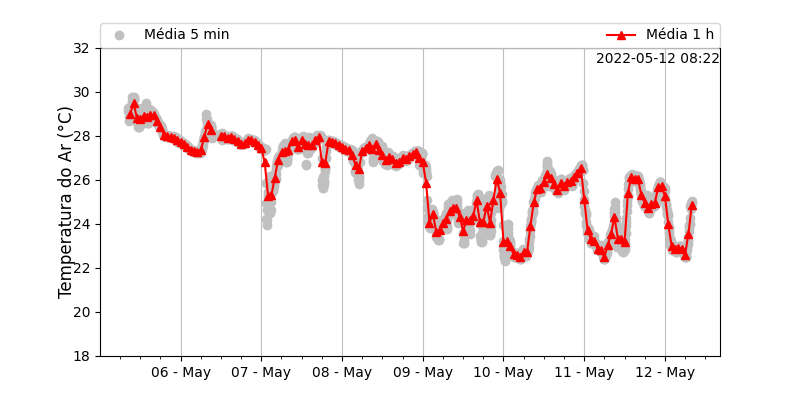 Média 5 min
Média 1 h
2022-05-12 08:22
Temperatura do Ar (°C)
32
30
28
26
24
22
20
18
06 - May
07 - May
08 - May
09 - May
10 - May
11 - May
12 - May